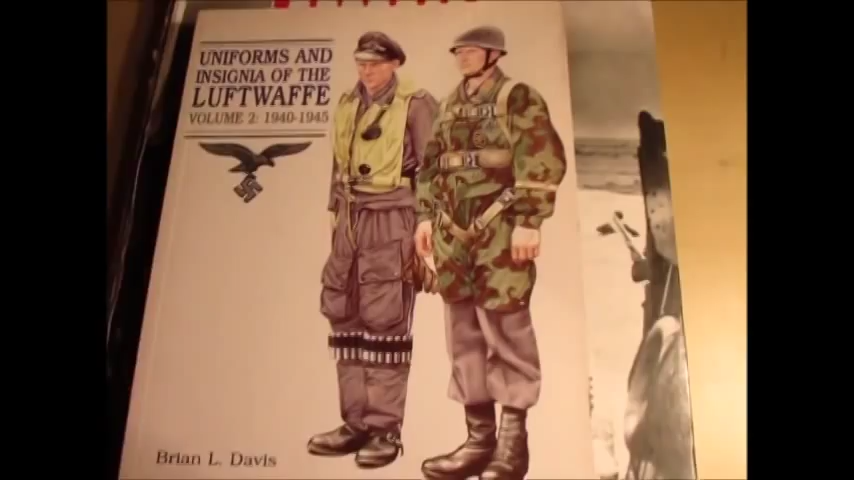 UNIFORMS AND
INSIGNIA OF THE
LUFTWAFFE
VOLUME 2: 1940-1945
Brian L. Davis